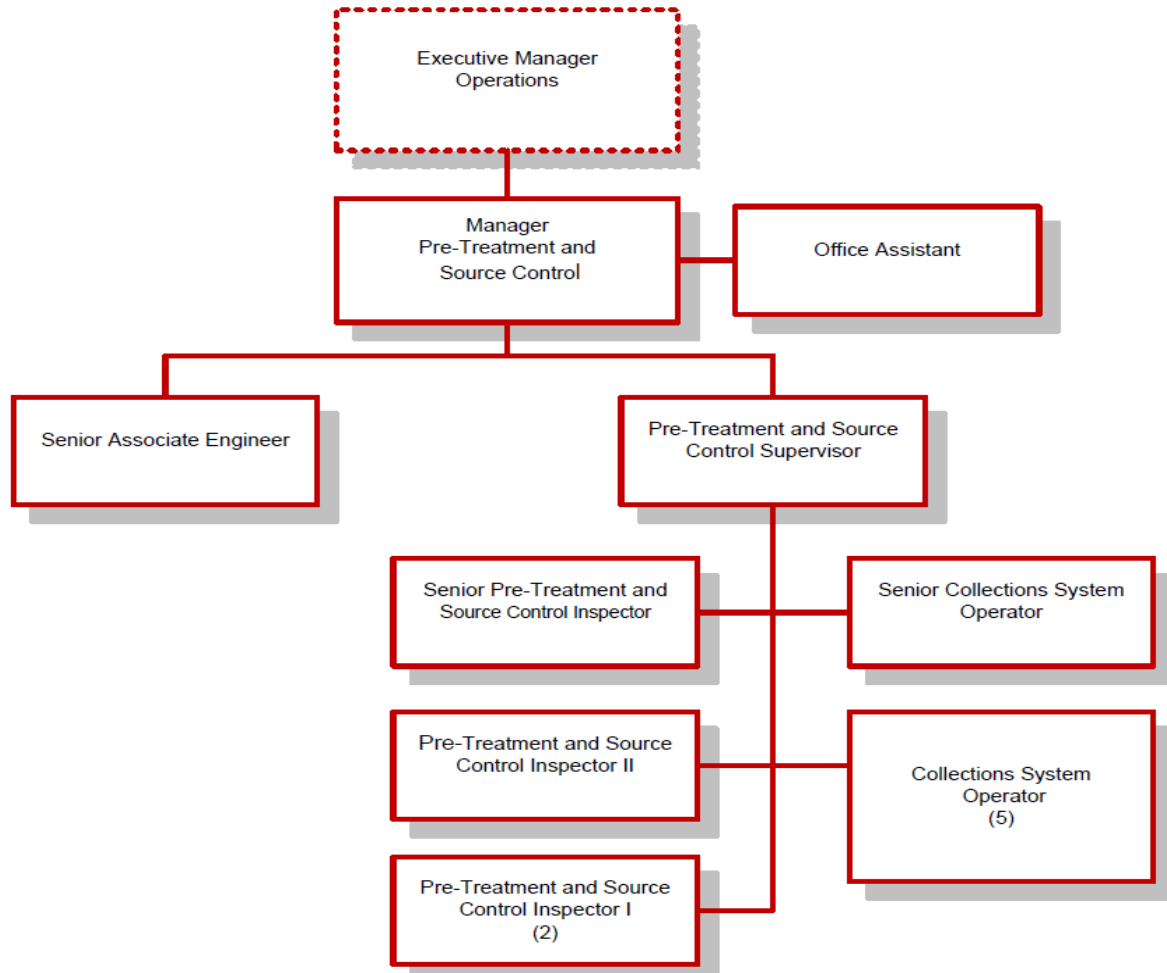 Executive Manager
Operations
Manager
Pre-Treatment and
Source Control
Office Assistant
Senior Associate Engineer
Pre-Treatment and Source
Control Supervisor
Senior Pre-Treatment and
Source Control Inspector
Senior Collections System
Operator
Pre-Treatment and Source
Control Inspector II
Collections System
Operator
(5)
Pre-Treatment and Source
Control Inspector I
(2)